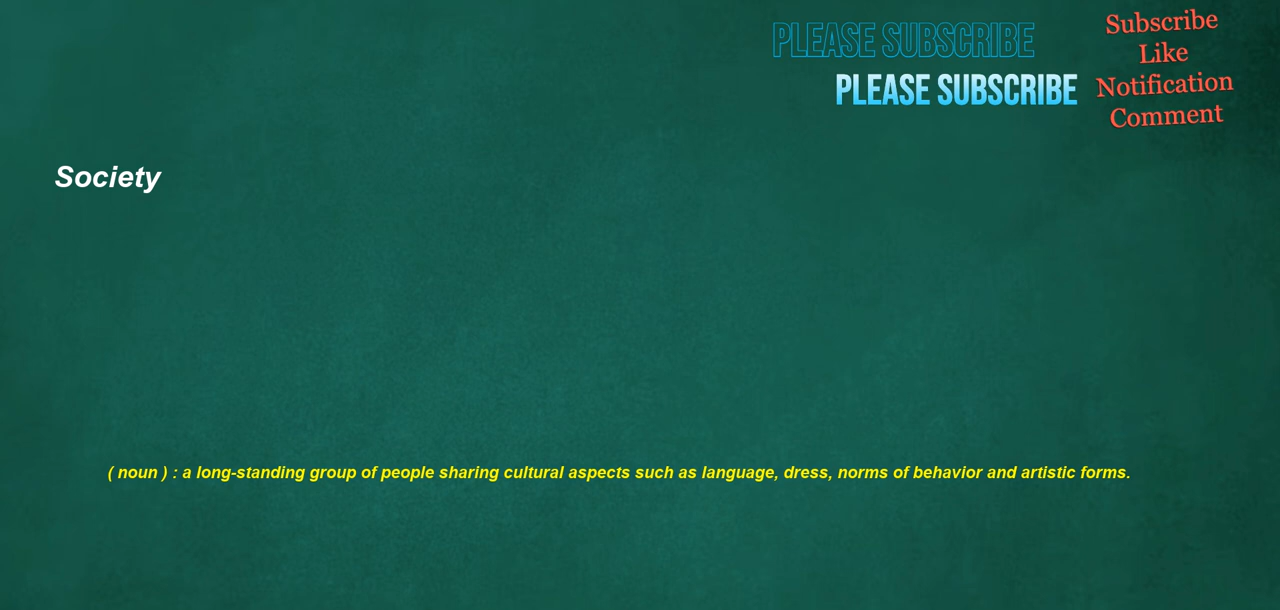 PLEASE SUBSCRIBE
PLEASE SUBSCRIBE
Subscribe
Like
Notification
Comment
Society
( noun ) : a long-standing group of people sharing cultural aspects such as language, dress, norms of behavior and artistic forms.